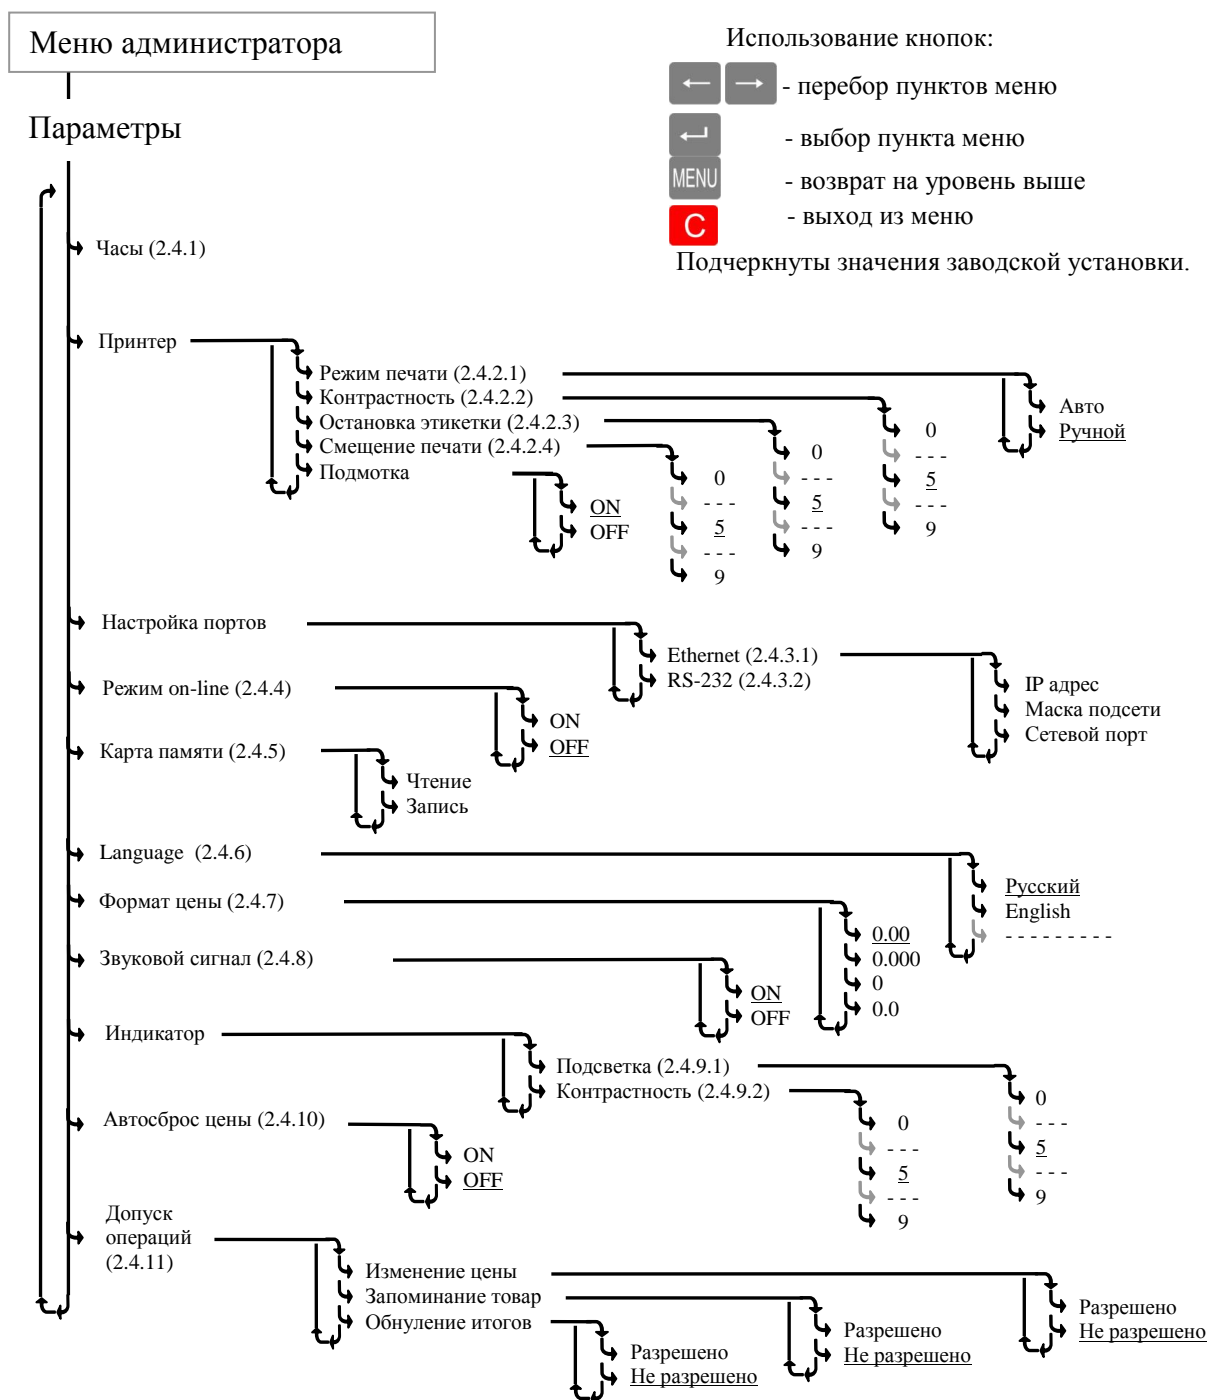 Меню администратора
Использование кнопок:
← → - перебор пунктов меню
Параметры
↵ - выбор пункта меню
MENU - возврат на уровень выше
C - выход из меню
Подчеркнуты значения заводской установки.
Часы (2.4.1)
Принтер
Режим печати (2.4.2.1)
Авто
Ручной
Контрастность (2.4.2.2)
0
- - -
5
- - -
9
Остановка этикетки (2.4.2.3)
0
- - -
5
- - -
9
Смещение печати (2.4.2.4)
0
- - -
5
- - -
9
Подмотка
ON
OFF
Настройка портов
Ethernet (2.4.3.1)
IP адрес
Маска подсети
Сетевой порт
RS-232 (2.4.3.2)
Режим on-line (2.4.4)
ON
OFF
Карта памяти (2.4.5)
Чтение
Запись
Language (2.4.6)
Русский
English
- - - - - - - - -
Формат цены (2.4.7)
0.00
0.000
0
0.0
Звуковой сигнал (2.4.8)
ON
OFF
Индикатор
Подсветка (2.4.9.1)
0
- - -
5
- - -
9
Контрастность (2.4.9.2)
0
- - -
5
- - -
9
Автосброс цены (2.4.10)
ON
OFF
Допуск
операций
(2.4.11)
Изменение цены
Разрешено
Не разрешено
Запоминание товар
Разрешено
Не разрешено
Обнуление итогов
Разрешено
Не разрешено